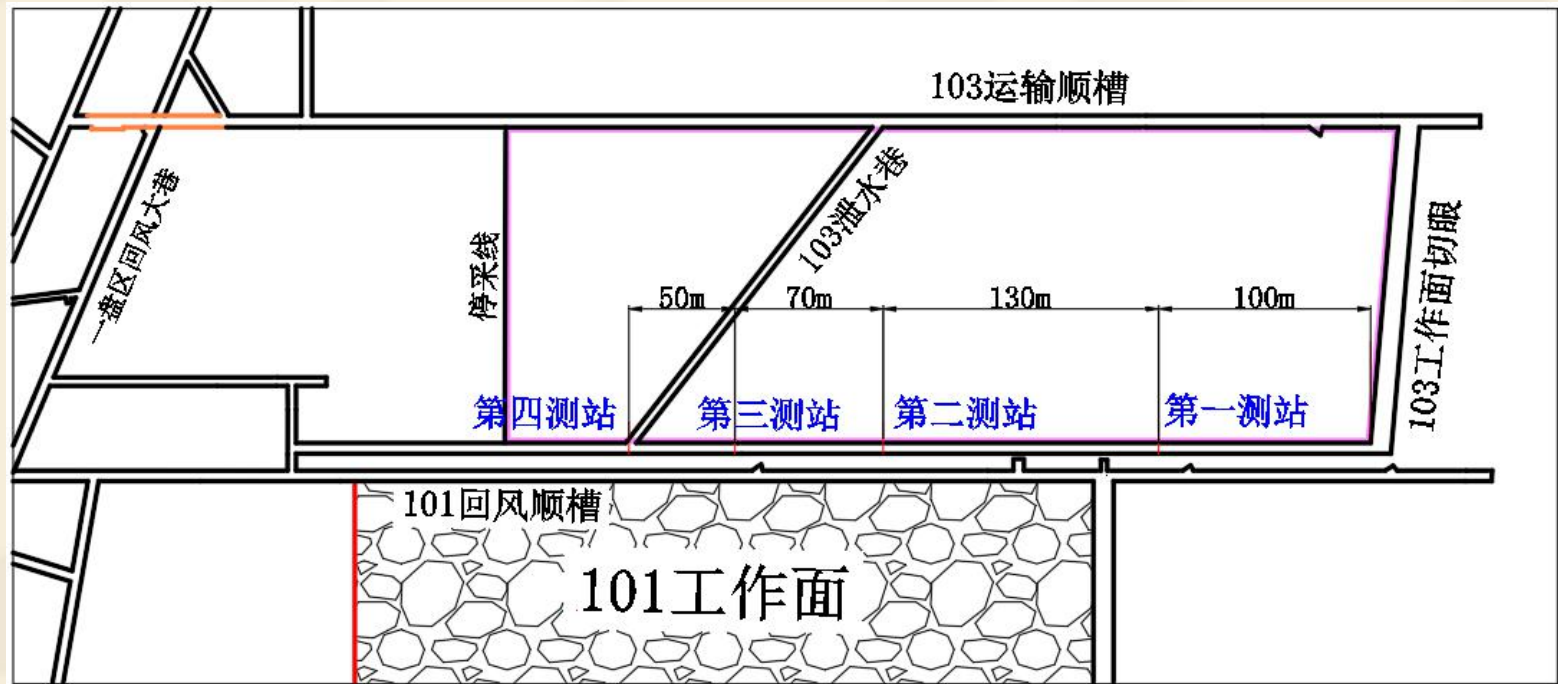 103运输顺槽
一盘区回风大巷
停采线
103泄水巷
103工作面切眼
50m
70m
130m
100m
第四测站
第三测站
第二测站
第一测站
101回风顺槽
101工作面